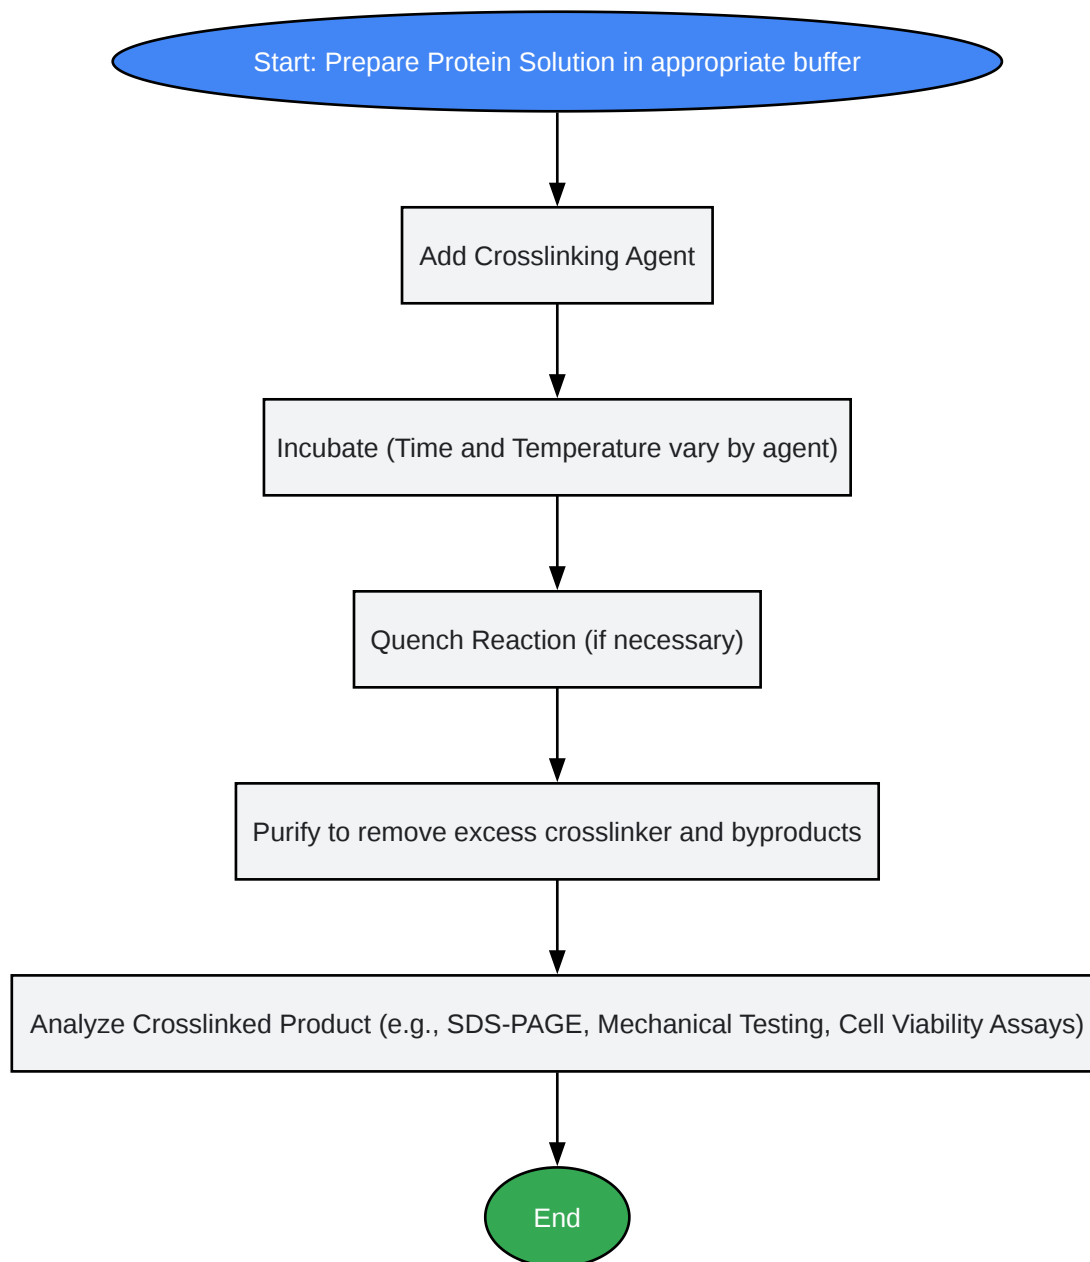 Start: Prepare Protein Solution in appropriate buffer
Add Crosslinking Agent
Incubate (Time and Temperature vary by agent)
Quench Reaction (if necessary)
Purify to remove excess crosslinker and byproducts
Analyze Crosslinked Product (e.g., SDS-PAGE, Mechanical Testing, Cell Viability Assays)
End